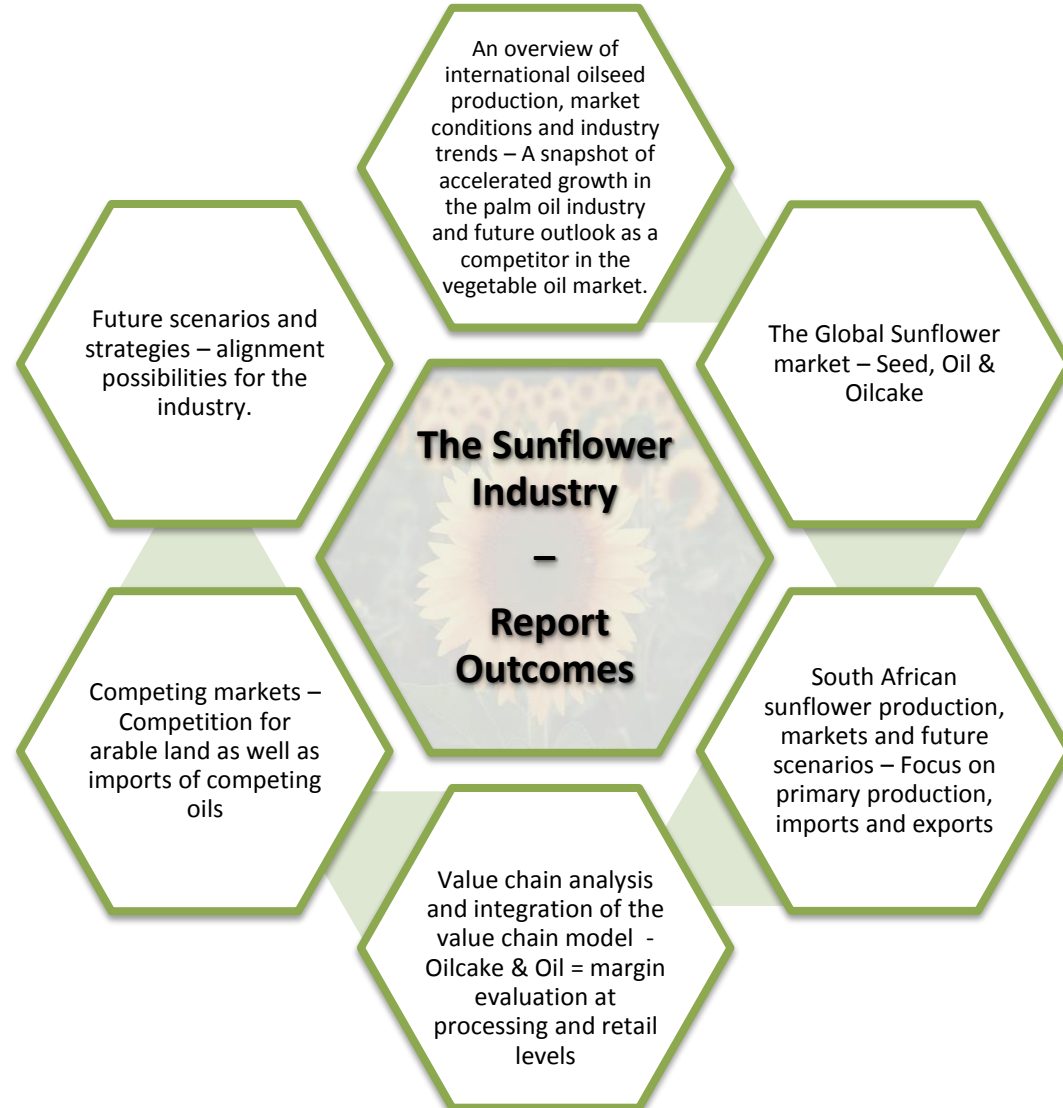 An overview of
international oilseed
production, market
conditions and industry
trends – A snapshot of
accelerated growth in
the palm oil industry
and future outlook as a
competitor in the
vegetable oil market.
The Global Sunflower
market – Seed, Oil &
Oilcake
South African
sunflower production,
markets and future
scenarios – Focus on
primary production,
imports and exports
Value chain analysis
and integration of the
value chain model  -
Oilcake & Oil = margin
evaluation at
processing and retail
levels
Competing markets –
Competition for
arable land as well as
imports of competing
oils
Future scenarios and
strategies – alignment
possibilities for the
industry.
The Sunflower
Industry
–
Report
Outcomes